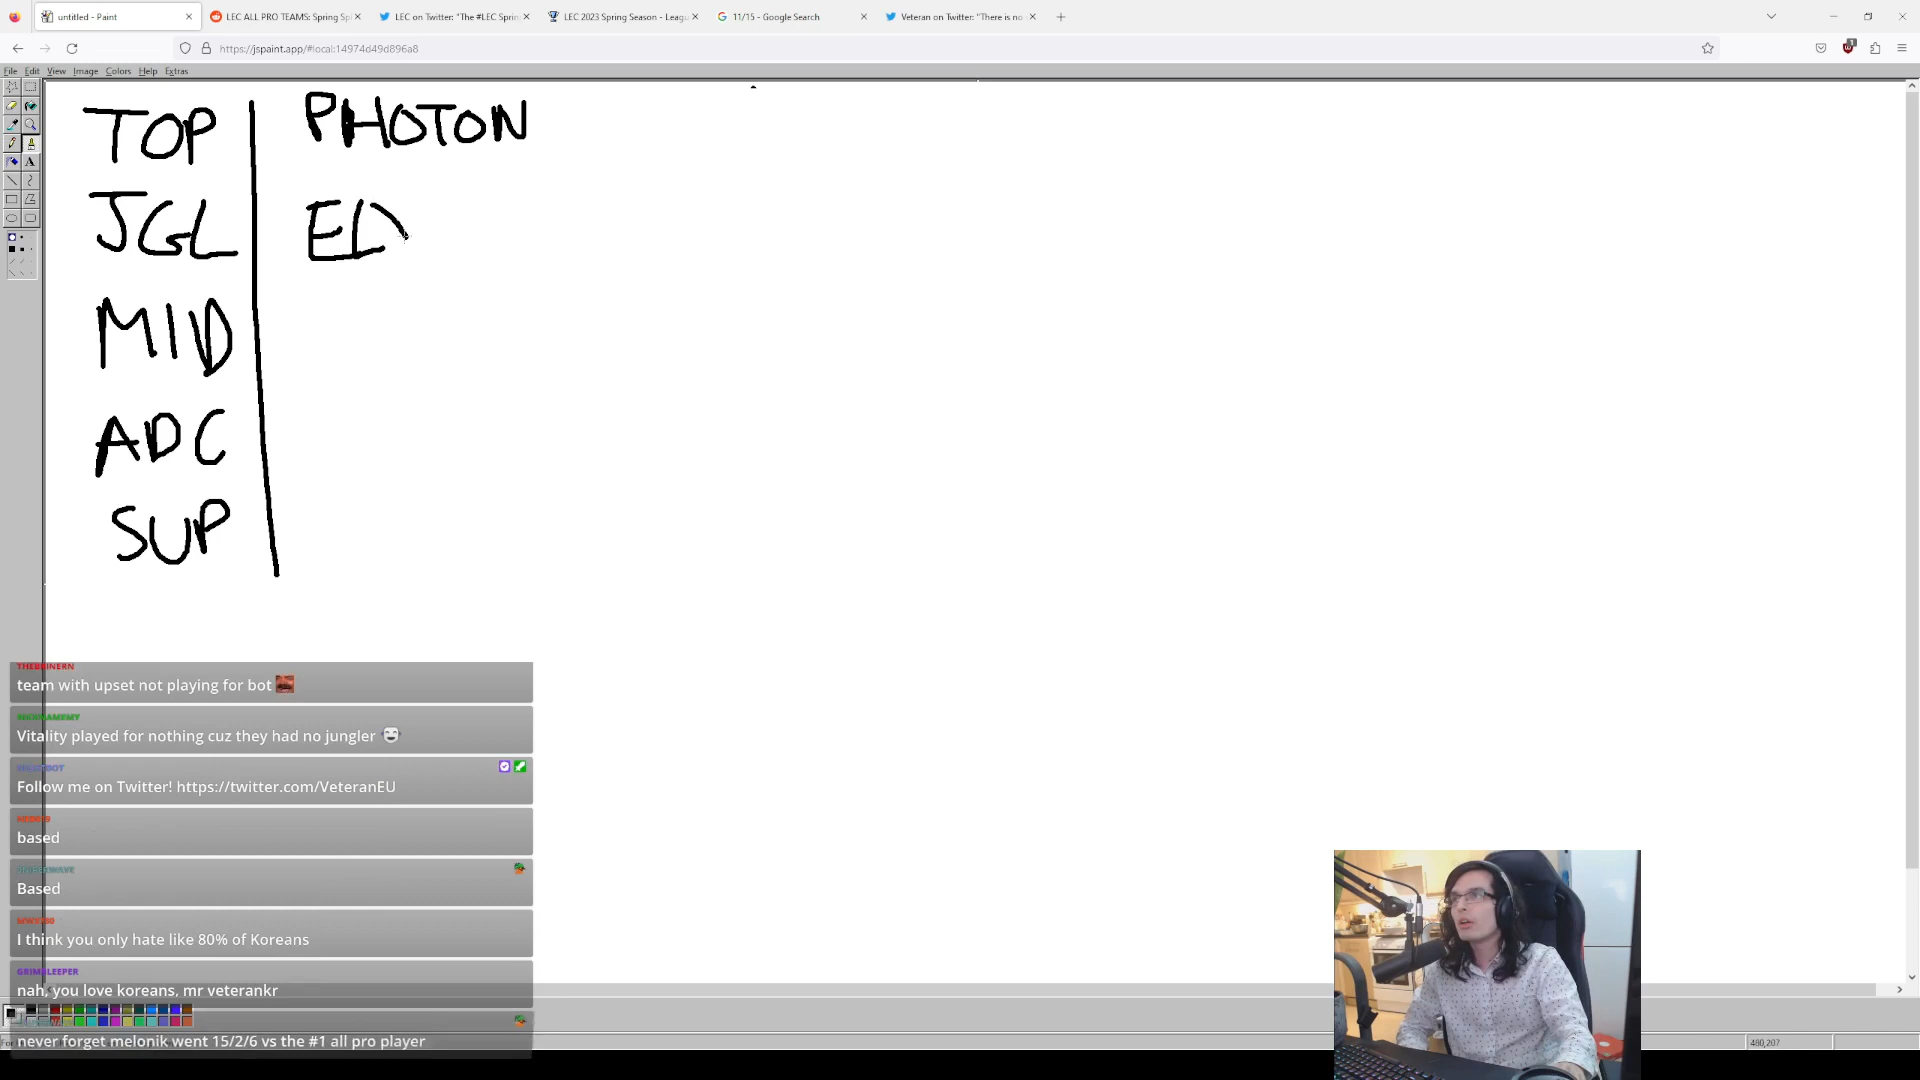 untitled - Paint
LEC ALL PRO TEAMS: Spring Spl
LEC on Twitter: "The #LEC Sprin
LEC 2023 Spring Season - Leagu
11/15 - Google Search
Veteran on Twitter: "There is no
https://jspaint.app/#local:14974d49d896a8
File Edit View Image Colors Help Extras
TOP PHOTON
JGL
MID
ADC
SUP
team with upset not playing for bot
Vitality played for nothing cuz they had no jungler
Follow me on Twitter! https://twitter.com/VeteranEU
based
Based
I think you only hate like 80% of Koreans
nah, you love koreans, mr veterankr
never forget melonik went 15/2/6 vs the #1 all pro player
480,207